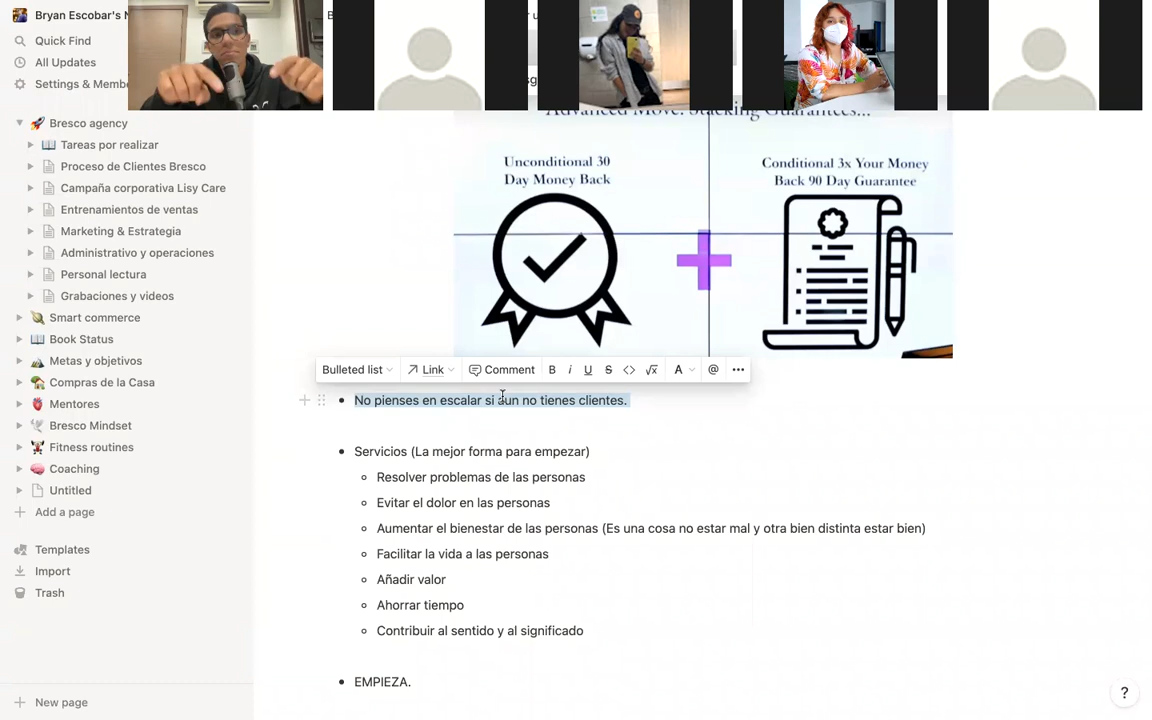 Bryan Escobar's
Quick Find
All Updates
Settings & Membe
Bresco agency
Tareas por realizar
Proceso de Clientes Bresco
Campaña corporativa Lisy Care
Entrenamientos de ventas
Marketing & Estrategia
Administrativo y operaciones
Personal lectura
Grabaciones y videos
Smart commerce
Book Status
Metas y objetivos
Compras de la Casa
Mentores
Bresco Mindset
Fitness routines
Coaching
Untitled
Add a page
Templates
Import
Trash
New page
Advanced Move: Stacking Guarantees...
Unconditional 30
Day Money Back
Conditional 3x Your Money
Back 90 Day Guarantee
Bulleted list Link Comment B i U S <> √x A @ •••
No pienses en escalar si aun no tienes clientes.
Servicios (La mejor forma para empezar)
Resolver problemas de las personas
Evitar el dolor en las personas
Aumentar el bienestar de las personas (Es una cosa no estar mal y otra bien distinta estar bien)
Facilitar la vida a las personas
Añadir valor
Ahorrar tiempo
Contribuir al sentido y al significado
EMPIEZA.
?